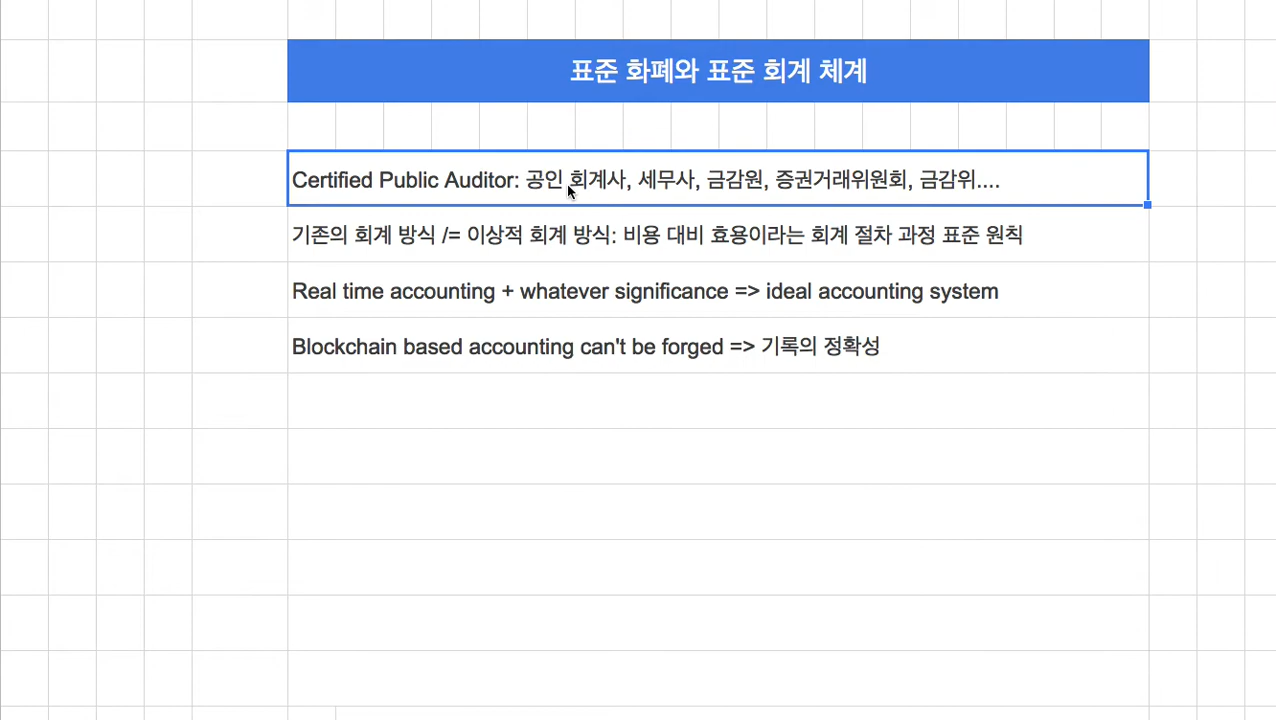 표준 화폐와 표준 회계 체계
Certified Public Auditor: 공인 회계사, 세무사, 금감원, 증권거래위원회, 금감위....
기존의 회계 방식 /= 이상적 회계 방식: 비용 대비 효용이라는 회계 절차 과정 표준 원칙
Real time accounting + whatever significance => ideal accounting system
Blockchain based accounting can't be forged => 기록의 정확성